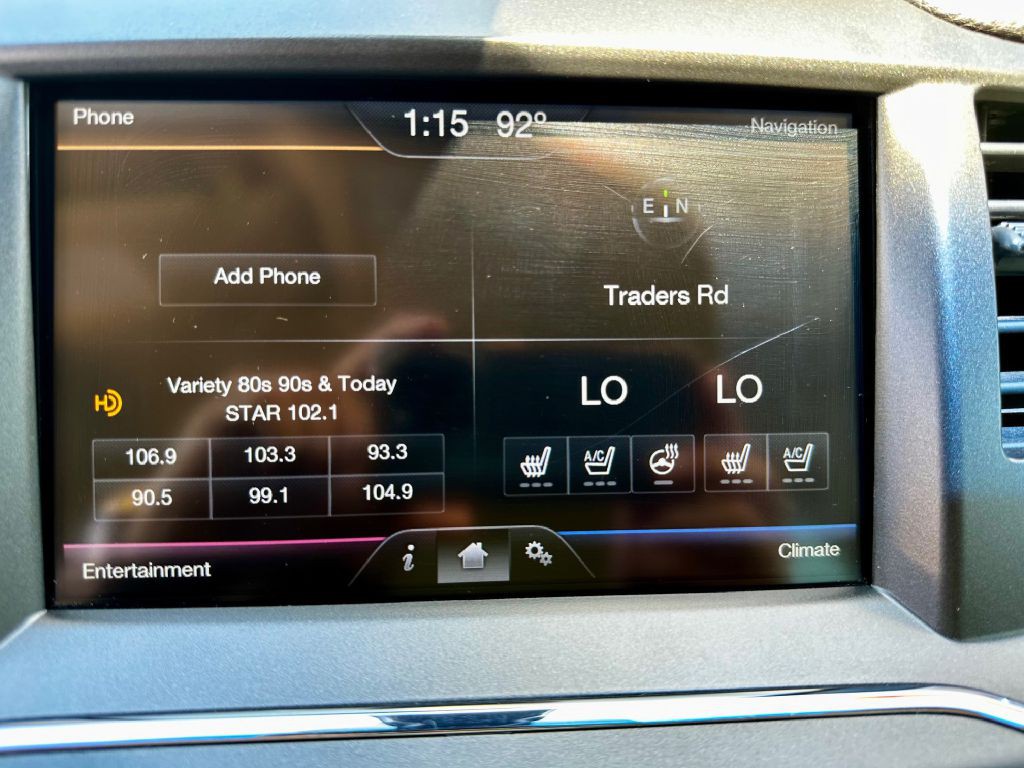 Phone
1:15 92°
Navigation
E N
Add Phone
Traders Rd
HD
Variety 80s 90s & Today
STAR 102.1
106.9 103.3 93.3
90.5 99.1 104.9
LO LO
A/C A/C
Entertainment
i
Climate